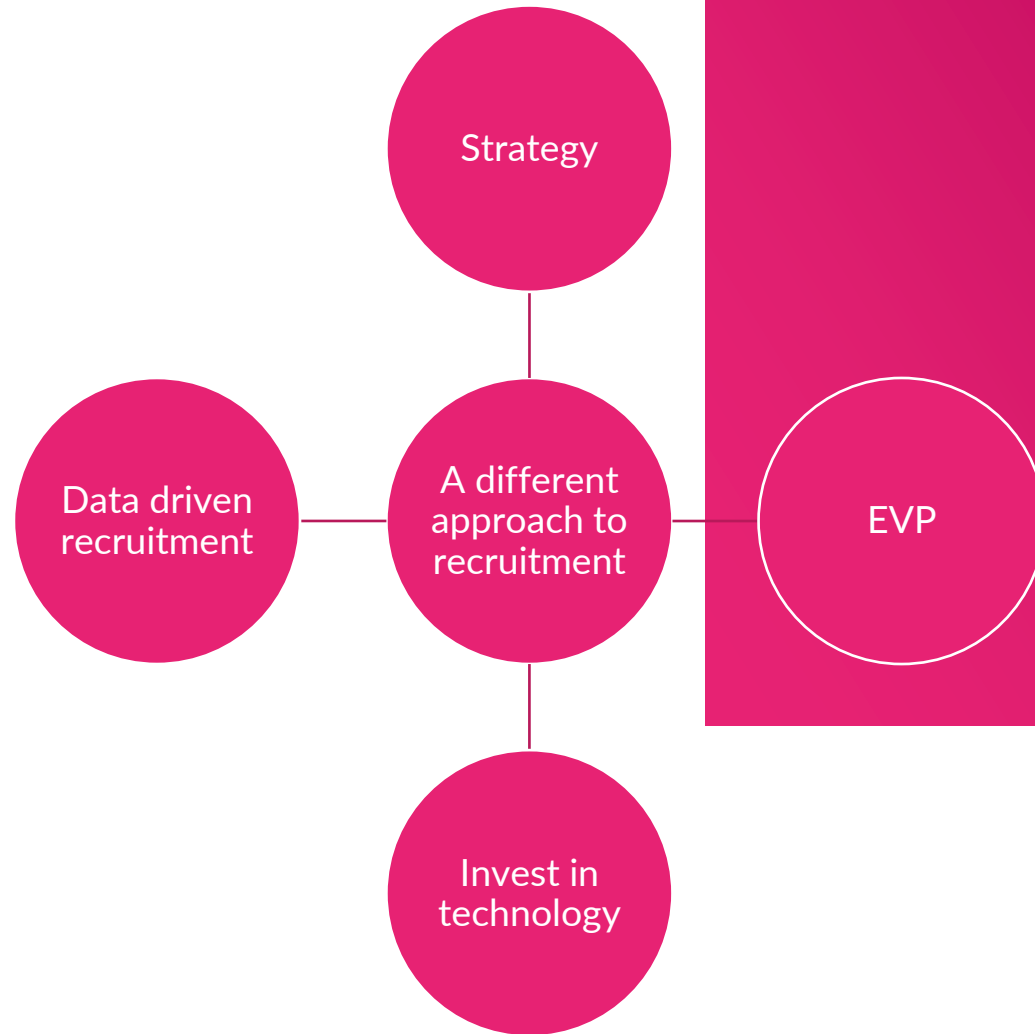 Strategy
Data driven
recruitment
A different
approach to
recruitment
EVP
Invest in
technology